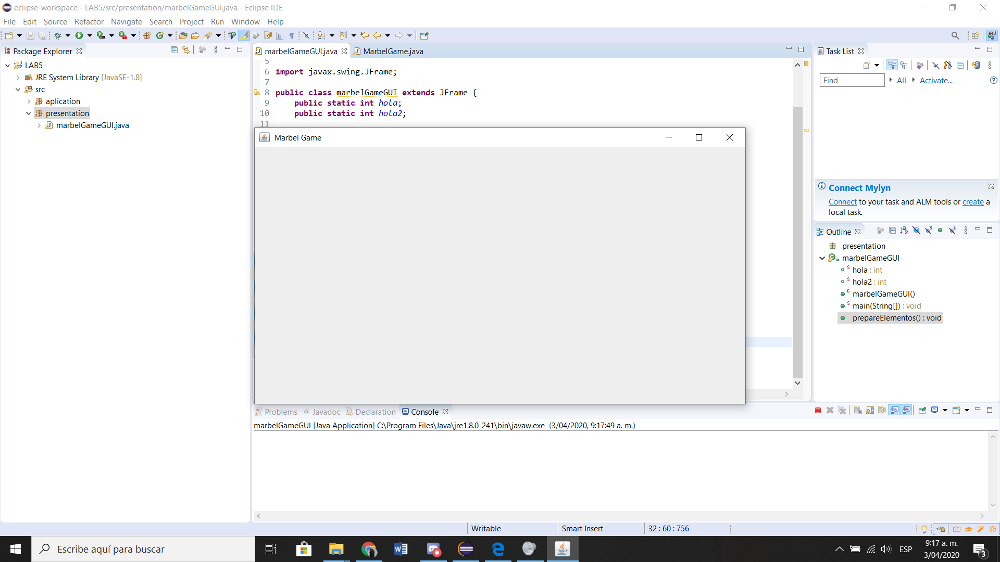 eclipse-workspace - LAB5/src/presentation/marbelGameGUI.java - Eclipse IDE
File Edit Source Refactor Navigate Search Project Run Window Help
Package Explorer
LAB5
JRE System Library [JavaSE-1.8]
src
aplication
presentation
marbelGameGUI.java
marbelGameGUI.java MarbelGame.java
5
6 import javax.swing.JFrame;
7
8 public class marbelGameGUI extends JFrame {
9 public static int hola;
10 public static int hola2;
11
Marbel Game
Task List
Find All Activate...
Connect Mylyn
Connect to your task and ALM tools or create a
local task.
Outline
presentation
marbelGameGUI
hola : int
hola2 : int
marbelGameGUI()
main(String[]) : void
prepareElementos() : void
Problems @ Javadoc Declaration Console
marbelGameGUI [Java Application] C:\Program Files\Java\jre1.8.0_241\bin\javaw.exe (3/04/2020, 9:17:49 a. m.)
Writable Smart Insert 32 : 60 : 756
Escribe aquí para buscar
ESP
9:17 a. m.
3/04/2020
3